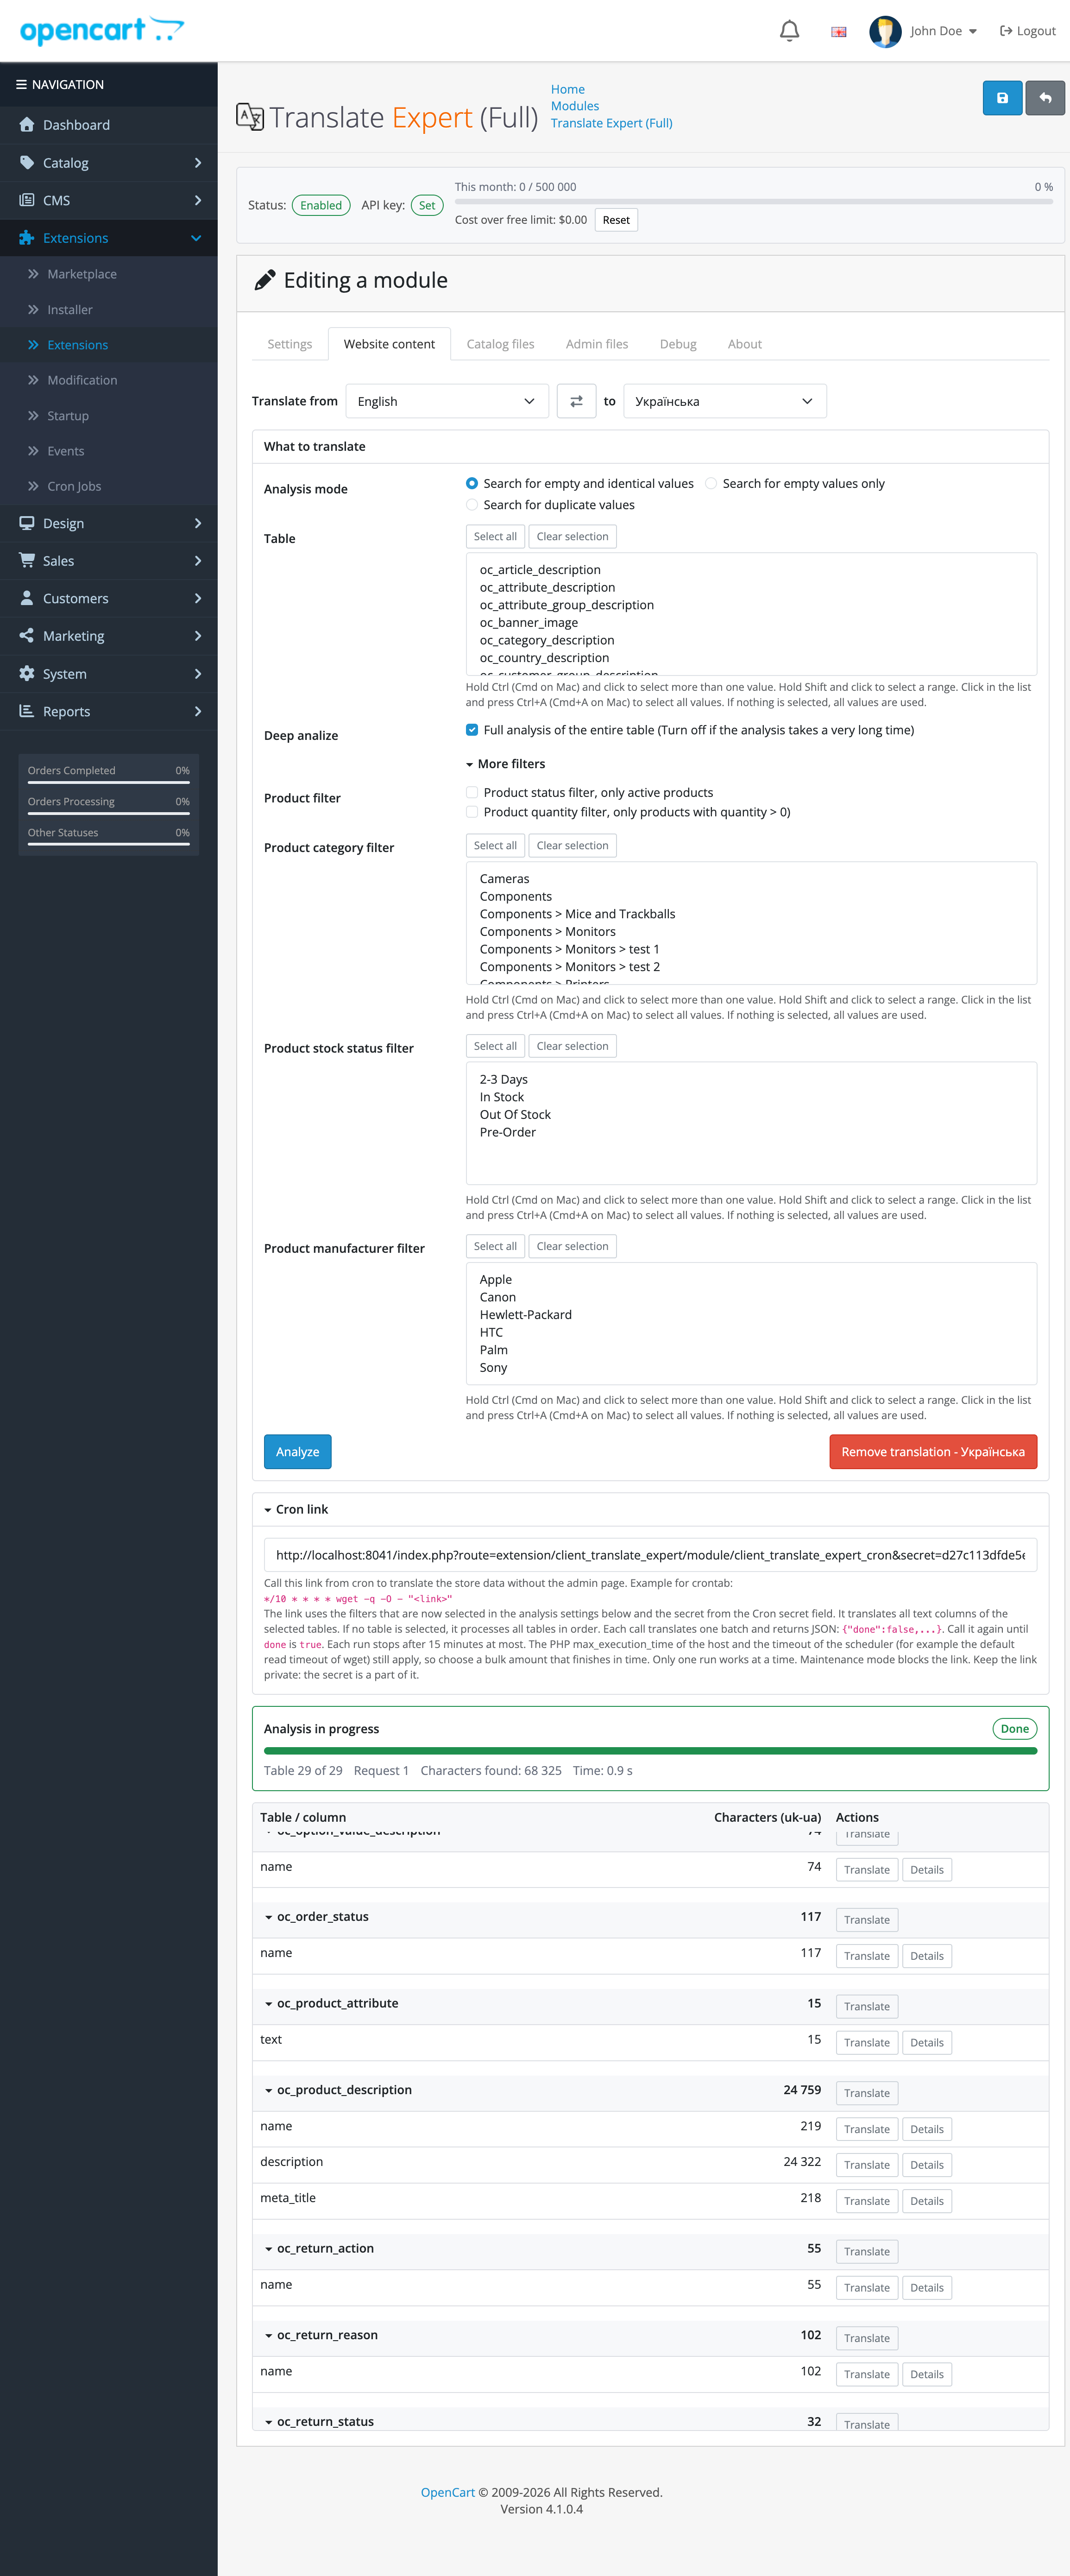 opencart
John Doe
Logout
NAVIGATION
Dashboard
Catalog
CMS
Extensions
Marketplace
Installer
Extensions
Modification
Startup
Events
Cron Jobs
Design
Sales
Customers
Marketing
System
Reports
Orders Completed 0%
Orders Processing 0%
Other Statuses 0%
Translate Expert (Full)
Home
Modules
Translate Expert (Full)
Status: Enabled API key: Set
This month: 0 / 500 000 0 %
Cost over free limit: $0.00 Reset
Editing a module
Settings Website content Catalog files Admin files Debug About
Translate from English to Українська
What to translate
Analysis mode
Search for empty and identical values Search for empty values only
Search for duplicate values
Table
Select all Clear selection
oc_article_description
oc_attribute_description
oc_attribute_group_description
oc_banner_image
oc_category_description
oc_country_description
oc_customer_group_description
Hold Ctrl (Cmd on Mac) and click to select more than one value. Hold Shift and click to select a range. Click in the list
and press Ctrl+A (Cmd+A on Mac) to select all values. If nothing is selected, all values are used.
Deep analize
Full analysis of the entire table (Turn off if the analysis takes a very long time)
More filters
Product filter
Product status filter, only active products
Product quantity filter, only products with quantity > 0)
Product category filter
Select all Clear selection
Cameras
Components
Components > Mice and Trackballs
Components > Monitors
Components > Monitors > test 1
Components > Monitors > test 2
Components > Printers
Hold Ctrl (Cmd on Mac) and click to select more than one value. Hold Shift and click to select a range. Click in the list
and press Ctrl+A (Cmd+A on Mac) to select all values. If nothing is selected, all values are used.
Product stock status filter
Select all Clear selection
2-3 Days
In Stock
Out Of Stock
Pre-Order
Hold Ctrl (Cmd on Mac) and click to select more than one value. Hold Shift and click to select a range. Click in the list
and press Ctrl+A (Cmd+A on Mac) to select all values. If nothing is selected, all values are used.
Product manufacturer filter
Select all Clear selection
Apple
Canon
Hewlett-Packard
HTC
Palm
Sony
Hold Ctrl (Cmd on Mac) and click to select more than one value. Hold Shift and click to select a range. Click in the list
and press Ctrl+A (Cmd+A on Mac) to select all values. If nothing is selected, all values are used.
Analyze Remove translation - Українська
Cron link
http://localhost:8041/index.php?route=extension/client_translate_expert/module/client_translate_expert_cron&secret=d27c113dfde5e
Call this link from cron to translate the store data without the admin page. Example for crontab:
*/10 * * * * wget -q -O - "<link>"
The link uses the filters that are now selected in the analysis settings below and the secret from the Cron secret field. It translates all text columns of the
selected tables. If no table is selected, it processes all tables in order. Each call translates one batch and returns JSON: {"done":false,...}. Call it again until
done is true. Each run stops after 15 minutes at most. The PHP max_execution_time of the host and the timeout of the scheduler (for example the default
read timeout of wget) still apply, so choose a bulk amount that finishes in time. Only one run works at a time. Maintenance mode blocks the link. Keep the link
private: the secret is a part of it.
Analysis in progress Done
Table 29 of 29 Request 1 Characters found: 68 325 Time: 0.9 s
Table / column Characters (uk-ua) Actions
oc_option_value_description 74 Translate
name 74 Translate Details
oc_order_status 117 Translate
name 117 Translate Details
oc_product_attribute 15 Translate
text 15 Translate Details
oc_product_description 24 759 Translate
name 219 Translate Details
description 24 322 Translate Details
meta_title 218 Translate Details
oc_return_action 55 Translate
name 55 Translate Details
oc_return_reason 102 Translate
name 102 Translate Details
oc_return_status 32 Translate
OpenCart © 2009-2026 All Rights Reserved.
Version 4.1.0.4